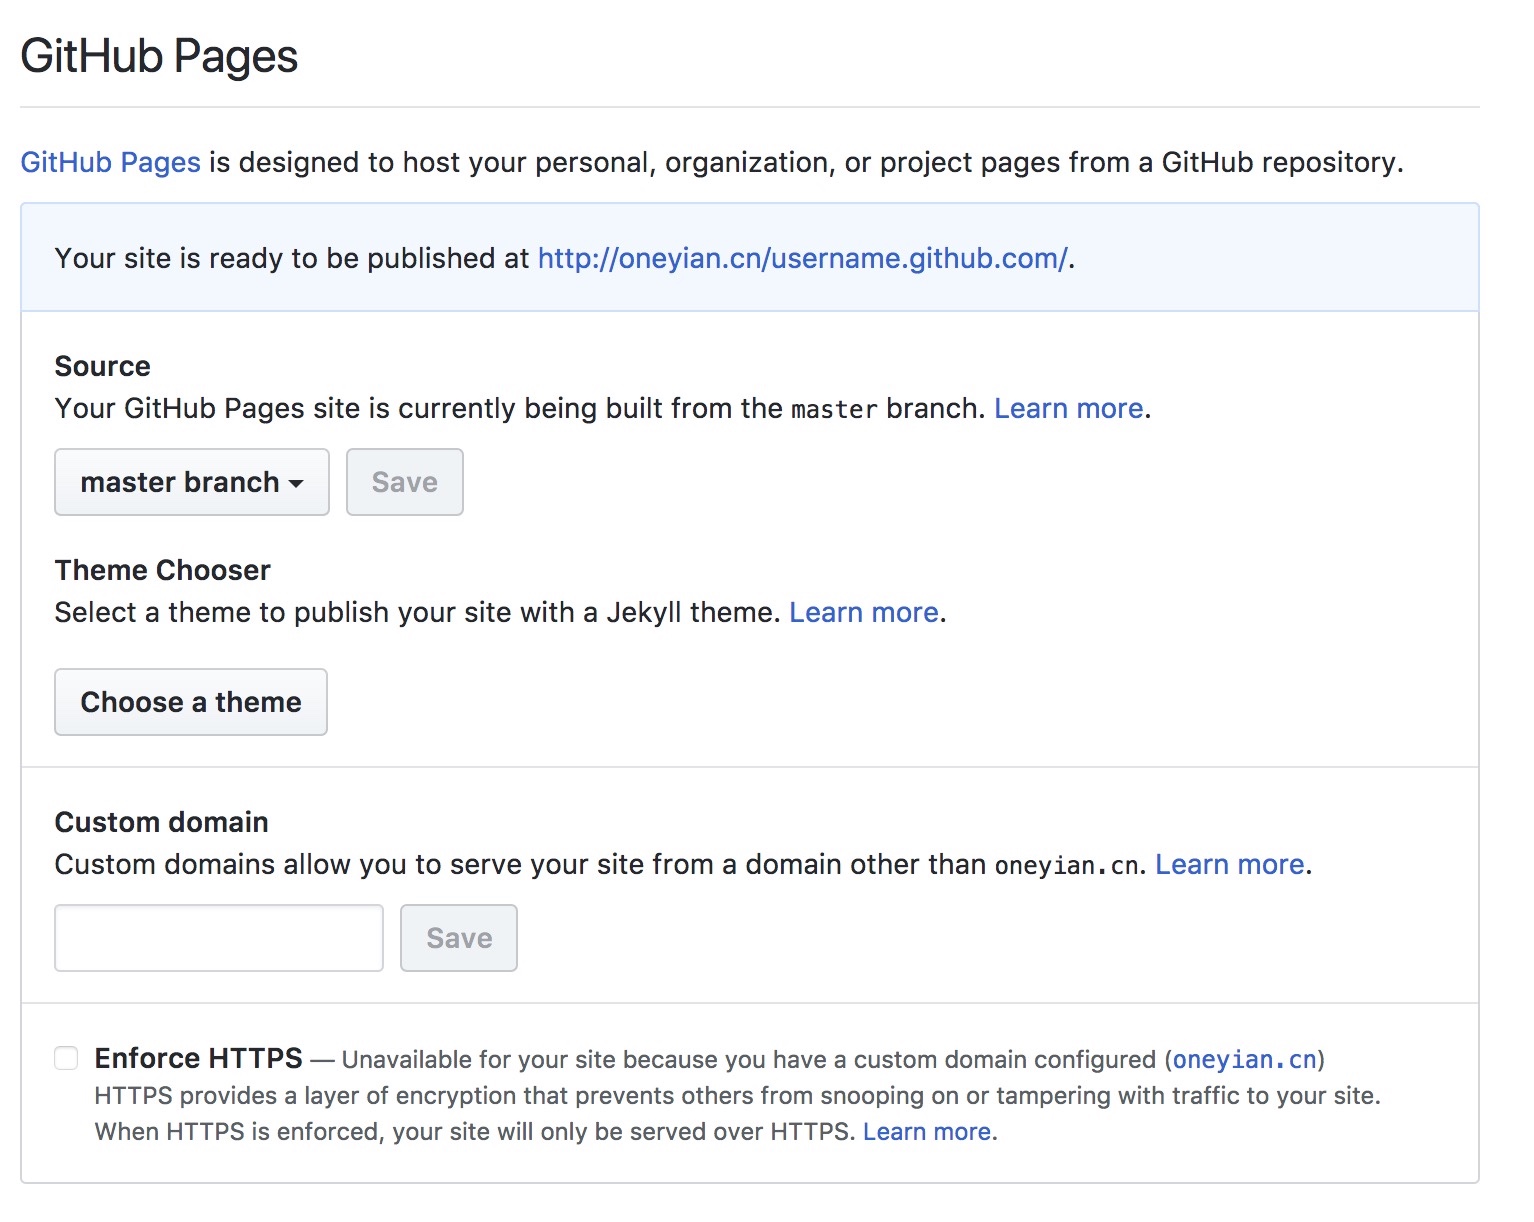 GitHub Pages
GitHub Pages is designed to host your personal, organization, or project pages from a GitHub repository.
Your site is ready to be published at http://oneyian.cn/username.github.com/.
Source
Your GitHub Pages site is currently being built from the master branch. Learn more.
master branch Save
Theme Chooser
Select a theme to publish your site with a Jekyll theme. Learn more.
Choose a theme
Custom domain
Custom domains allow you to serve your site from a domain other than oneyian.cn. Learn more.
Save
Enforce HTTPS — Unavailable for your site because you have a custom domain configured (oneyian.cn)
HTTPS provides a layer of encryption that prevents others from snooping on or tampering with traffic to your site.
When HTTPS is enforced, your site will only be served over HTTPS. Learn more.